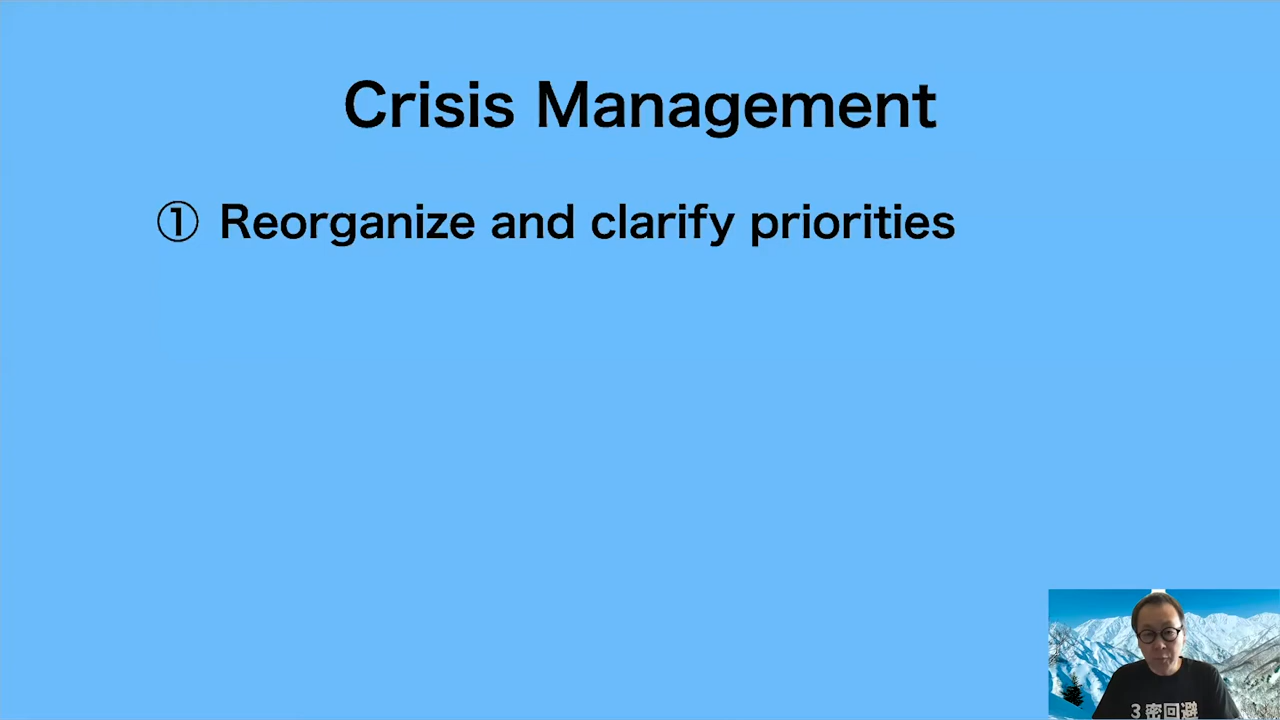 Crisis Management
① Reorganize and clarify priorities
3密回避